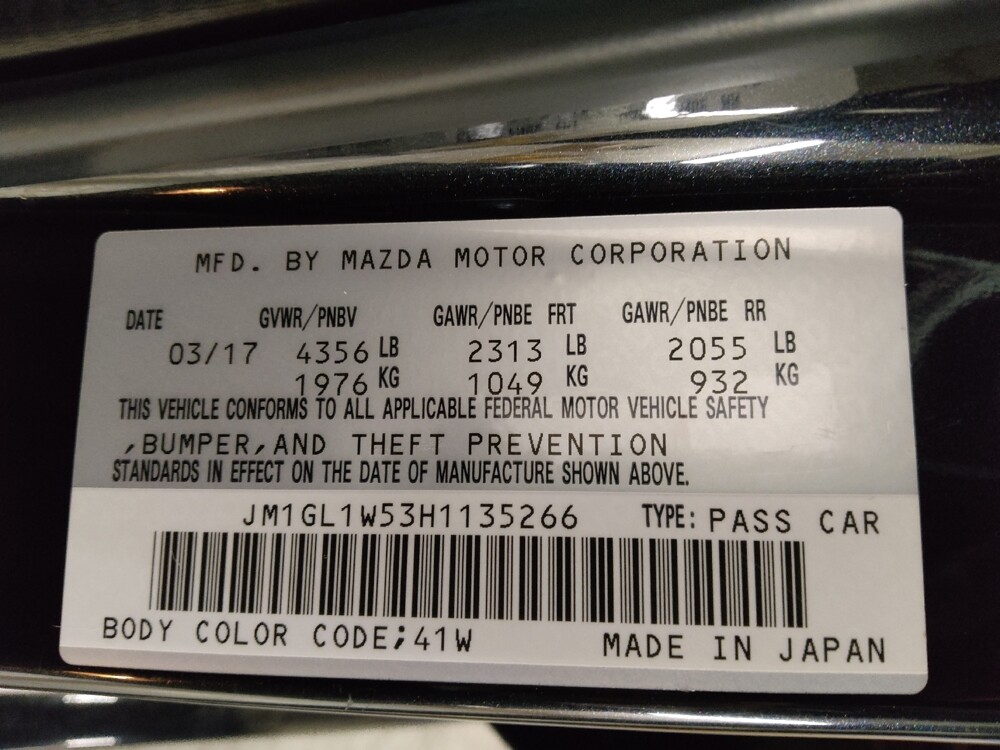 MFD. BY MAZDA MOTOR CORPORATION
DATE GVWR/PNBV GAWR/PNBE FRT GAWR/PNBE RR
03/17 4356 LB 2313 LB 2055 LB
1976 KG 1049 KG 932 KG
THIS VEHICLE CONFORMS TO ALL APPLICABLE FEDERAL MOTOR VEHICLE SAFETY
,BUMPER,AND THEFT PREVENTION
STANDARDS IN EFFECT ON THE DATE OF MANUFACTURE SHOWN ABOVE.
JM1GL1W53H1135266 TYPE: PASS CAR
BODY COLOR CODE;41W MADE IN JAPAN